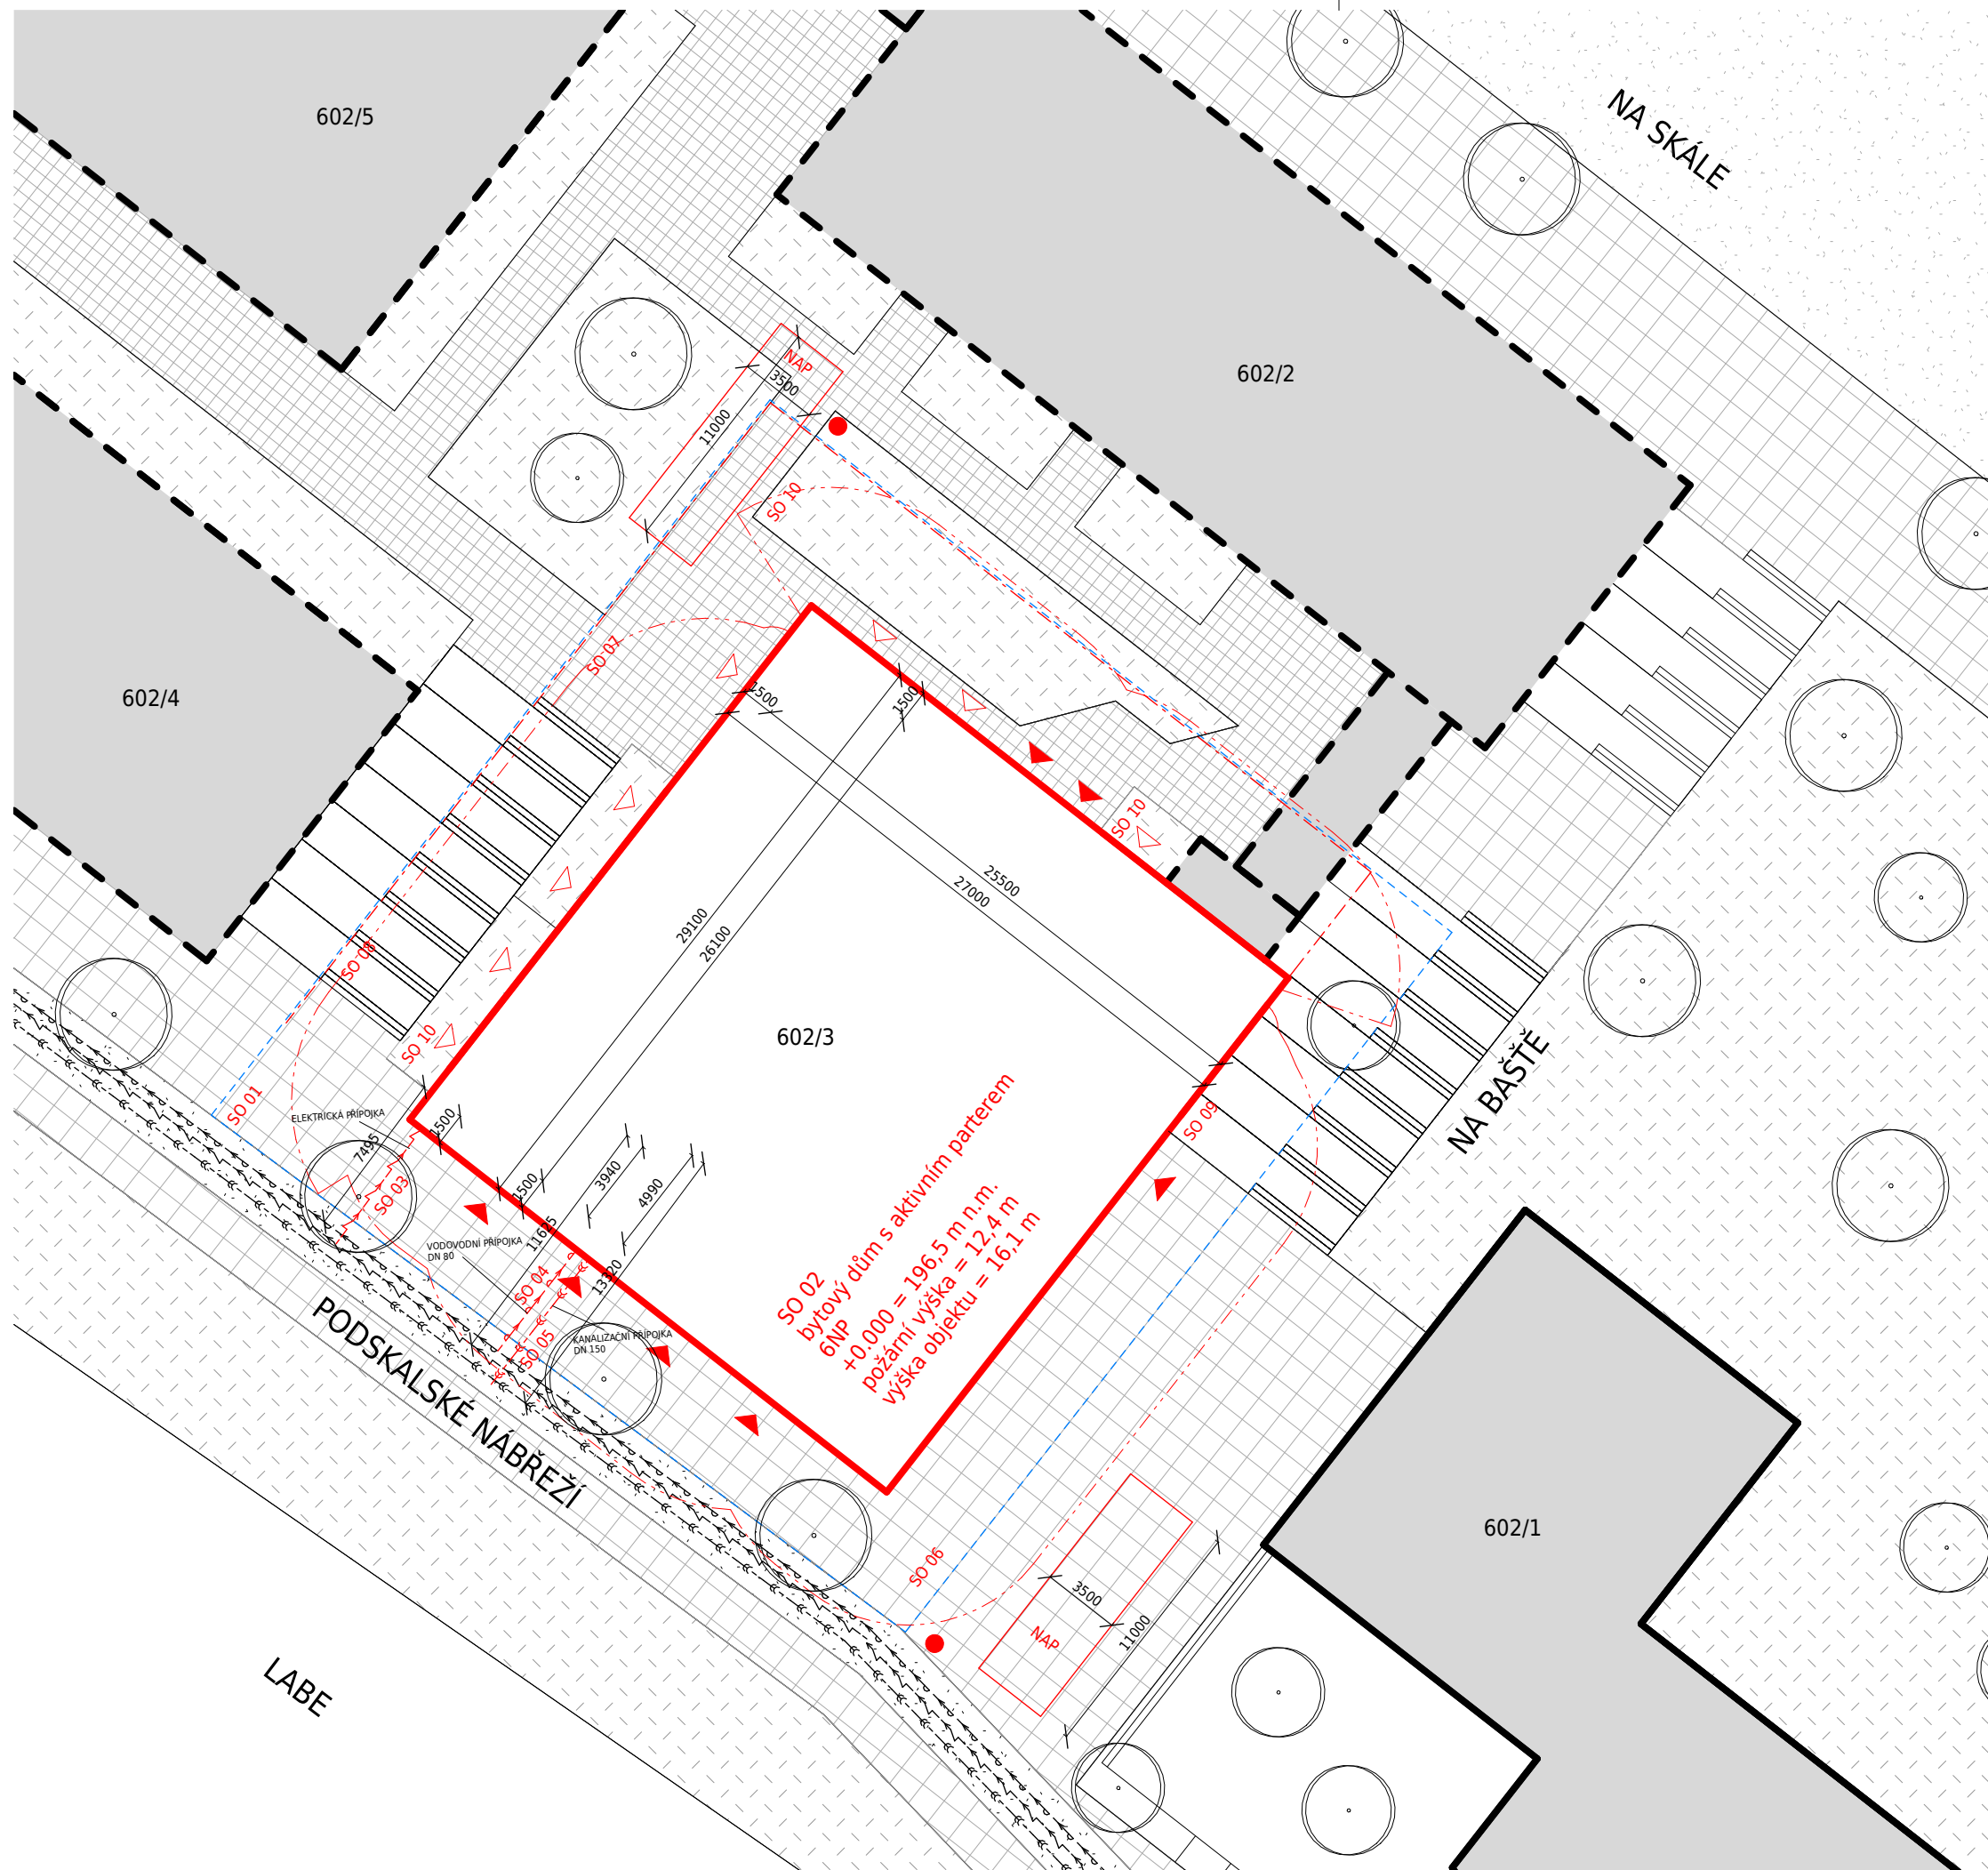 602/5
NA SKÁLE
602/2
NAP
3500
11000
SO 10
SO 07
602/4
1500
1500
SO 10
25500
27000
29100
26100
SO 08
602/3
SO 10
SO 01
ELEKTRICKÁ PŘÍPOJKA
1500
7495
SO 03
1500
3940
4990
SO 09
NA BAŠTĚ
VODOVODNÍ PŘÍPOJKA
DN 80
11625
13320
SO 04
SO 05
KANALIZAČNÍ PŘÍPOJKA
DN 150
SO 02
bytový dům s aktivním parterem
6NP
+0.000 = 196,5 m n.m.
požární výška = 12,4 m
výška objektu = 16,1 m
PODSKALSKÉ NÁBŘEŽÍ
602/1
SO 06
3500
NAP
11000
LABE